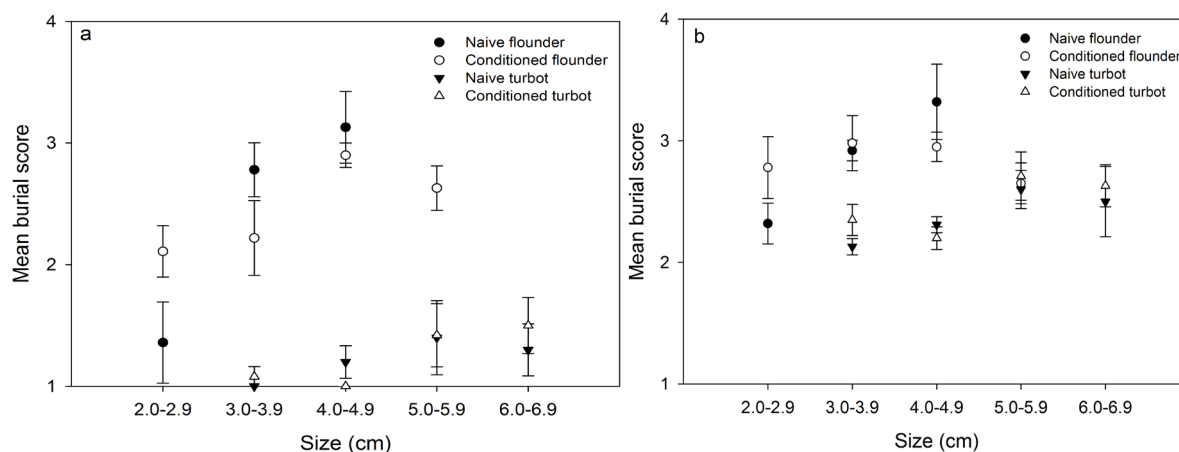 a
Naive flounder
Conditioned flounder
Naive turbot
Conditioned turbot
4
3
2
1
Mean burial score
2.0-2.9 3.0-3.9 4.0-4.9 5.0-5.9 6.0-6.9
Size (cm)
b
Naive flounder
Conditioned flounder
Naive turbot
Conditioned turbot
4
3
2
1
Mean burial score
2.0-2.9 3.0-3.9 4.0-4.9 5.0-5.9 6.0-6.9
Size (cm)